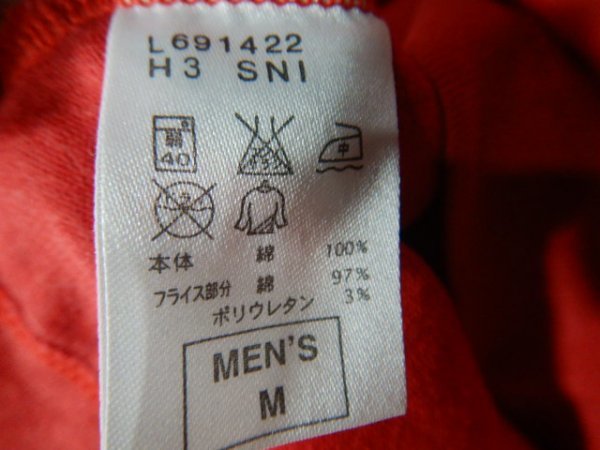 L691422
H3 SNI
弱
40
中
本体 綿 100%
フライス部分 綿 97%
ポリウレタン 3%
MEN'S
M